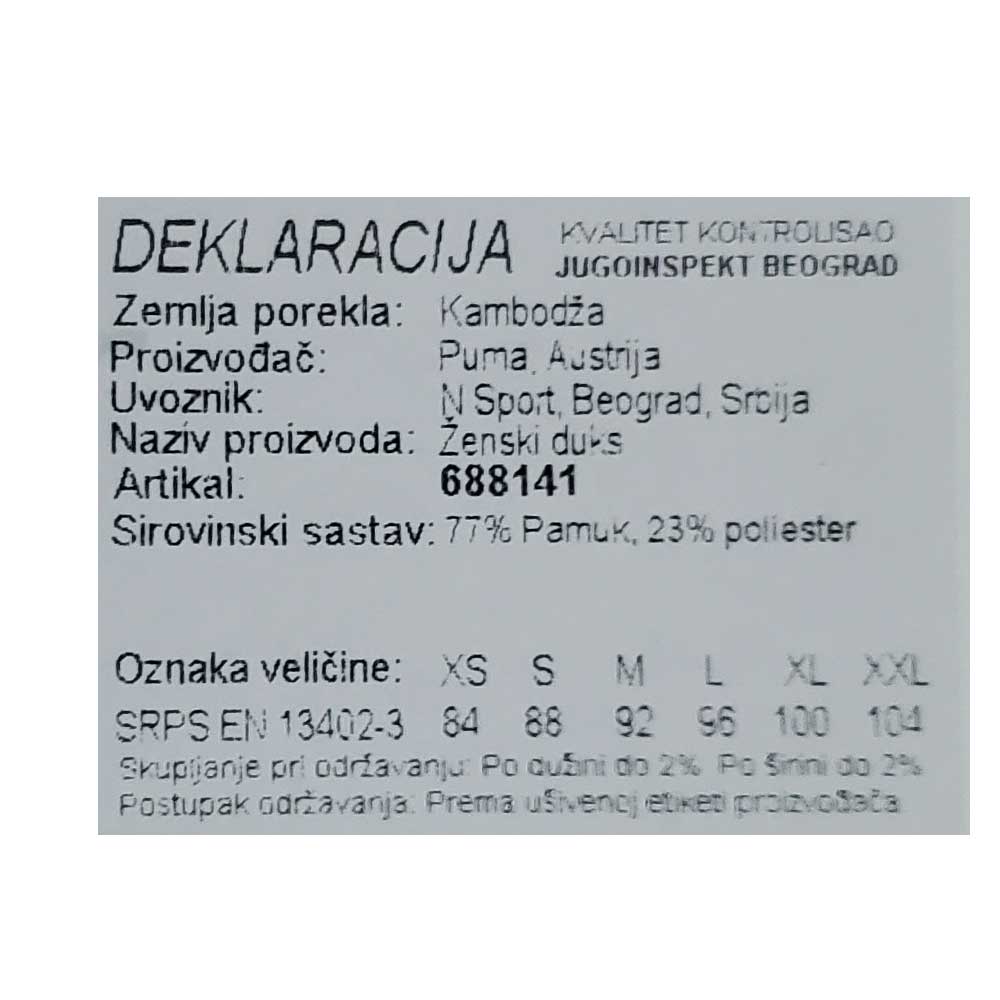 DEKLARACIJA KVALITET KONTROLISAO
JUGOINSPEKT BEOGRAD
Zemlja porekla: Kambodža
Proizvođač: Puma, Austrija
Uvoznik: N Sport, Beograd, Srbija
Naziv proizvoda: Ženski duks
Artikal: 688141
Sirovinski sastav: 77% Pamuk, 23% poliester
Oznaka veličine: XS S M L XL XXL
SRPS EN 13402-3 84 88 92 96 100 104
Skupljanje pri održavanju: Po dužini do 2% Po širini do 2%
Postupak održavanja: Prema ušivenoj etiketi proizvođača